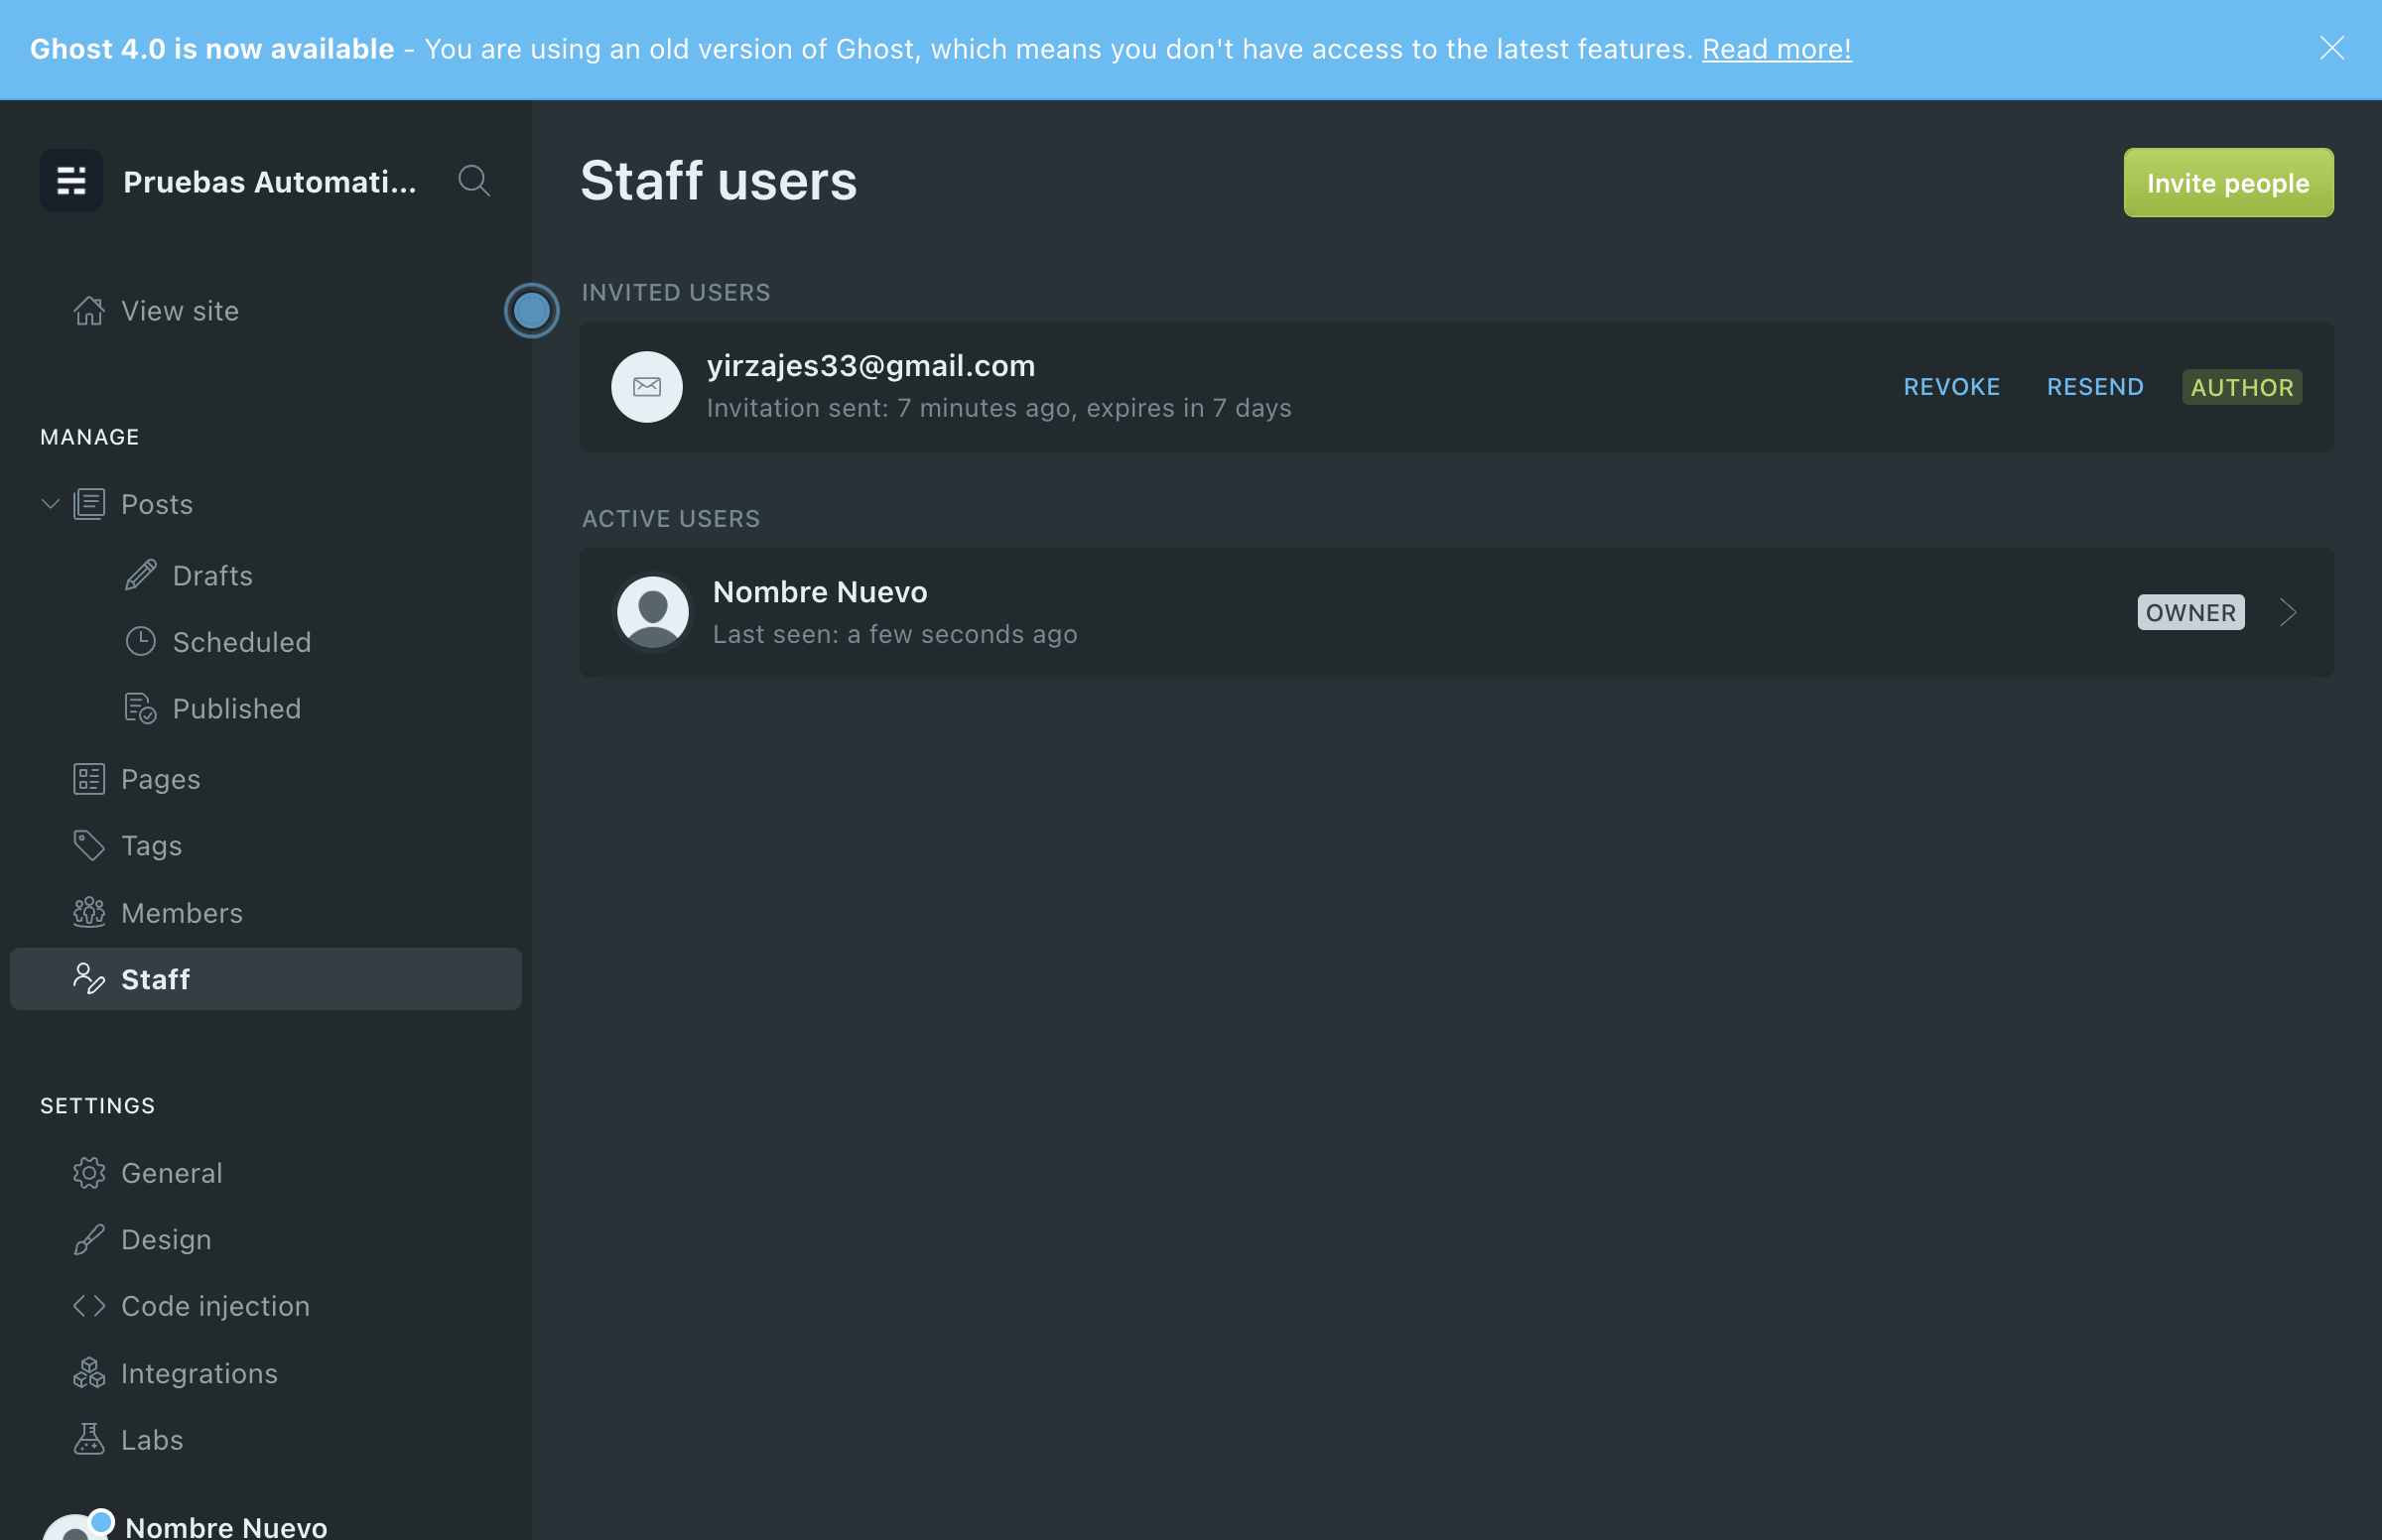 Ghost 4.0 is now available - You are using an old version of Ghost, which means you don't have access to the latest features. Read more!
Pruebas Automati...
View site
MANAGE
Posts
Drafts
Scheduled
Published
Pages
Tags
Members
Staff
SETTINGS
General
Design
Code injection
Integrations
Labs
Nombre Nuevo
Staff users
Invite people
INVITED USERS
yirzajes33@gmail.com
Invitation sent: 7 minutes ago, expires in 7 days
REVOKE RESEND AUTHOR
ACTIVE USERS
Nombre Nuevo
Last seen: a few seconds ago
OWNER